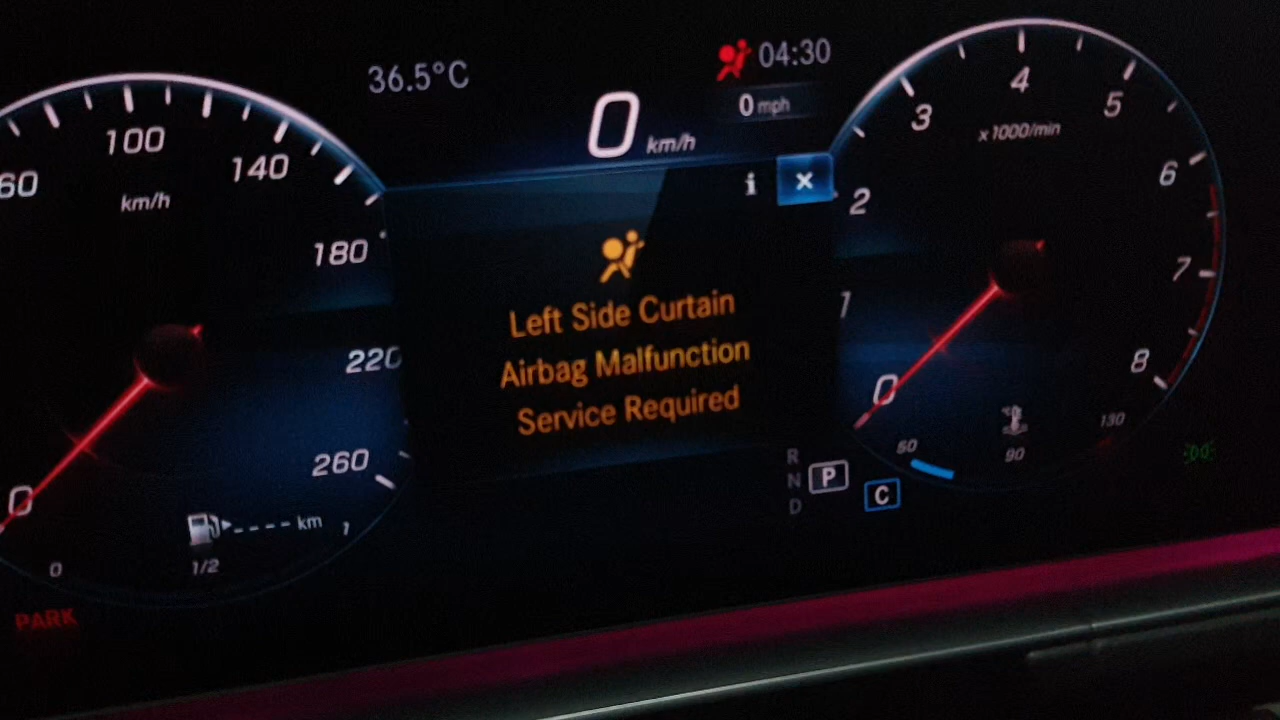 36.5°C
04:30
0 km/h
0 mph
60
100
140
km/h
180
220
260
0
km
0
1/2
1
PARK
i
×
Left Side Curtain
Airbag Malfunction
Service Required
3
4
5
x1000/min
6
2
7
1
8
0
50
90
130
R
N
D
P
C